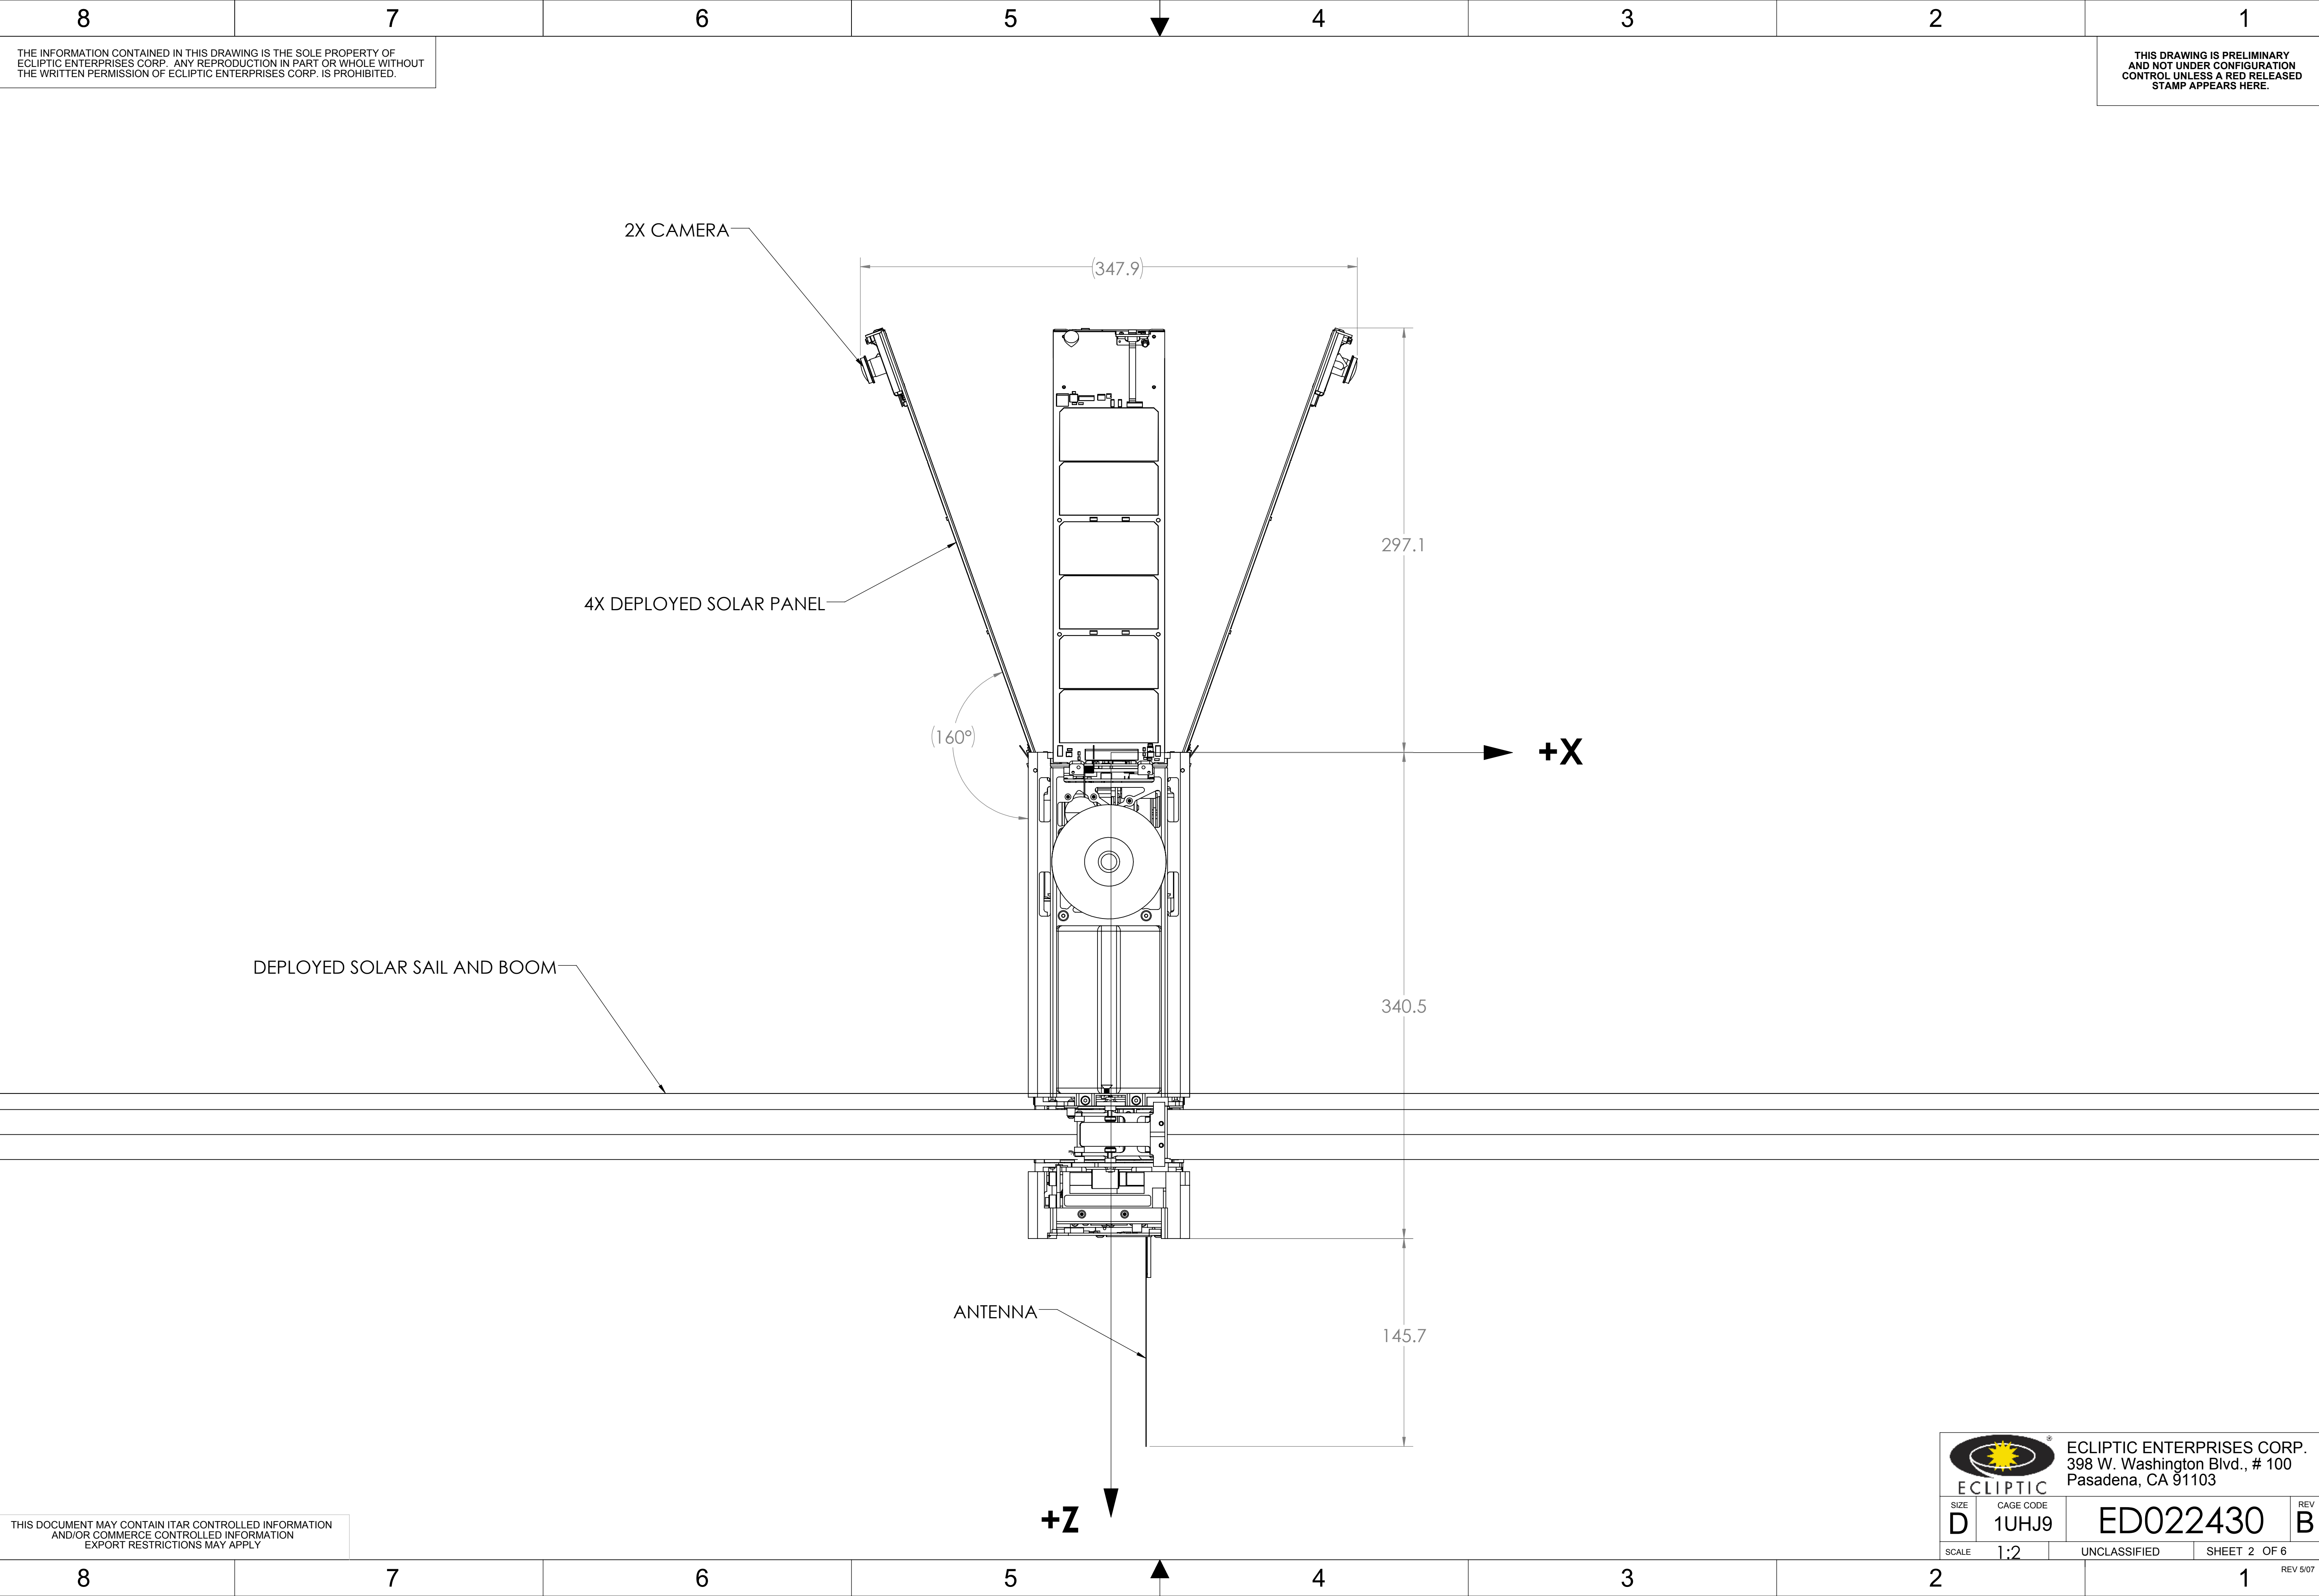 8 7 6 5 4 3 2 1
THE INFORMATION CONTAINED IN THIS DRAWING IS THE SOLE PROPERTY OF
ECLIPTIC ENTERPRISES CORP. ANY REPRODUCTION IN PART OR WHOLE WITHOUT
THE WRITTEN PERMISSION OF ECLIPTIC ENTERPRISES CORP. IS PROHIBITED.
THIS DRAWING IS PRELIMINARY
AND NOT UNDER CONFIGURATION
CONTROL UNLESS A RED RELEASED
STAMP APPEARS HERE.
2X CAMERA
(347.9)
297.1
4X DEPLOYED SOLAR PANEL
(160°)
+X
DEPLOYED SOLAR SAIL AND BOOM
340.5
ANTENNA
145.7
+Z
ECLIPTIC ®
ECLIPTIC ENTERPRISES CORP.
398 W. Washington Blvd., # 100
Pasadena, CA 91103
SIZE
D
CAGE CODE
1UHJ9
ED022430
REV
B
SCALE 1:2
UNCLASSIFIED
SHEET 2 OF 6
THIS DOCUMENT MAY CONTAIN ITAR CONTROLLED INFORMATION
AND/OR COMMERCE CONTROLLED INFORMATION
EXPORT RESTRICTIONS MAY APPLY
8 7 6 5 4 3 2 1
REV 5/07